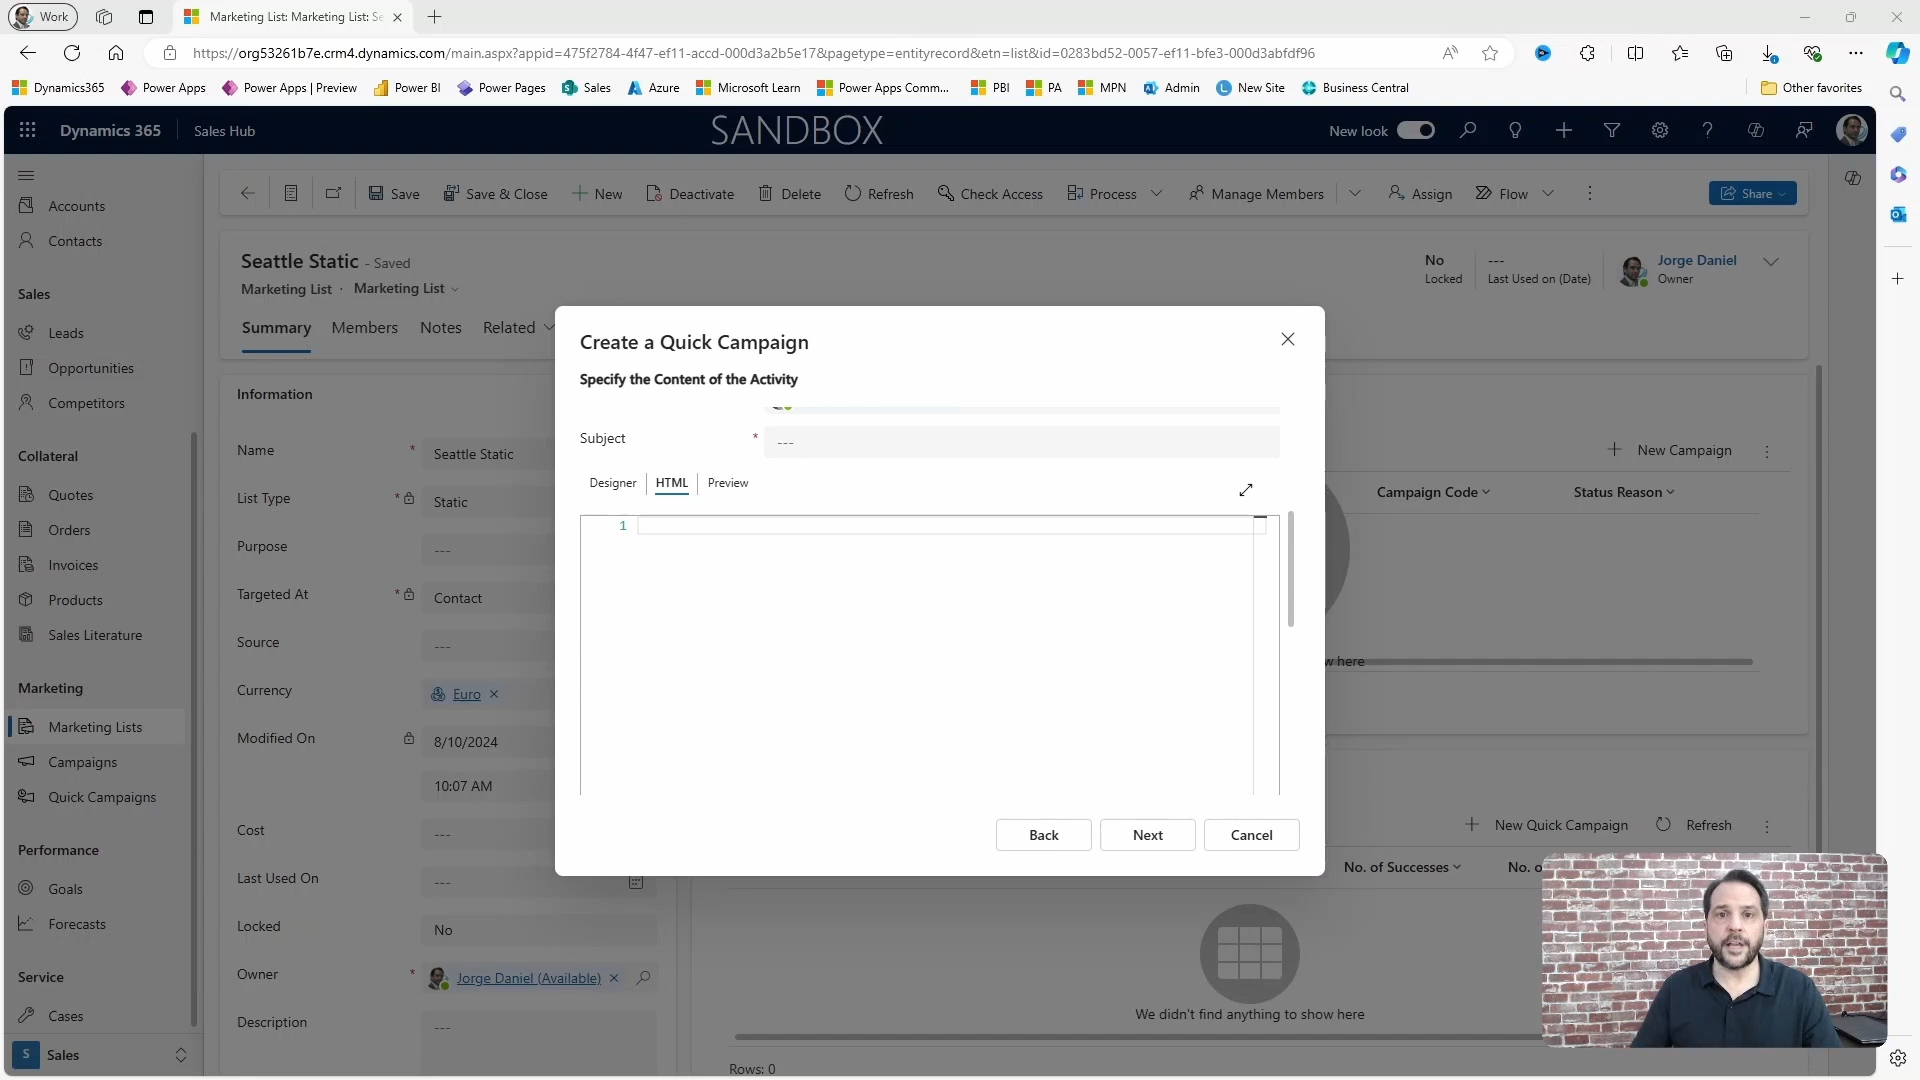 Work
Marketing List: Marketing List: Se
https://org53261b7e.crm4.dynamics.com/main.aspx?appid=475f2784-4f47-ef11-accd-000d3a2b5e17&pagetype=entityrecord&etn=list&id=0283bd52-0057-ef11-bfe3-000d3abfdf96
Dynamics365
Power Apps
Power Apps | Preview
Power BI
Power Pages
Sales
Azure
Microsoft Learn
Power Apps Comm...
PBI
PA
MPN
Admin
New Site
Business Central
Other favorites
Dynamics 365
Sales Hub
SANDBOX
New look
Save
Save & Close
New
Deactivate
Delete
Refresh
Check Access
Process
Manage Members
Assign
Flow
Share
Accounts
Contacts
Sales
Leads
Opportunities
Competitors
Collateral
Quotes
Orders
Invoices
Products
Sales Literature
Marketing
Marketing Lists
Campaigns
Quick Campaigns
Performance
Goals
Forecasts
Service
Cases
S Sales
Seattle Static - Saved
Marketing List · Marketing List
No
Locked
---
Last Used on (Date)
Jorge Daniel
Owner
Summary
Members
Notes
Related
Information
Name * Seattle Static
List Type * Static
Purpose ---
Targeted At * Contact
Source ---
Currency Euro
Modified On 8/10/2024
10:07 AM
Cost ---
Last Used On ---
Locked No
Owner * Jorge Daniel (Available)
Description ---
Create a Quick Campaign
Specify the Content of the Activity
Subject * ---
Designer
HTML
Preview
1
Back
Next
Cancel
New Campaign
Campaign Code
Status Reason
w here
New Quick Campaign
Refresh
No. of Successes
No. o
We didn't find anything to show here
Rows: 0